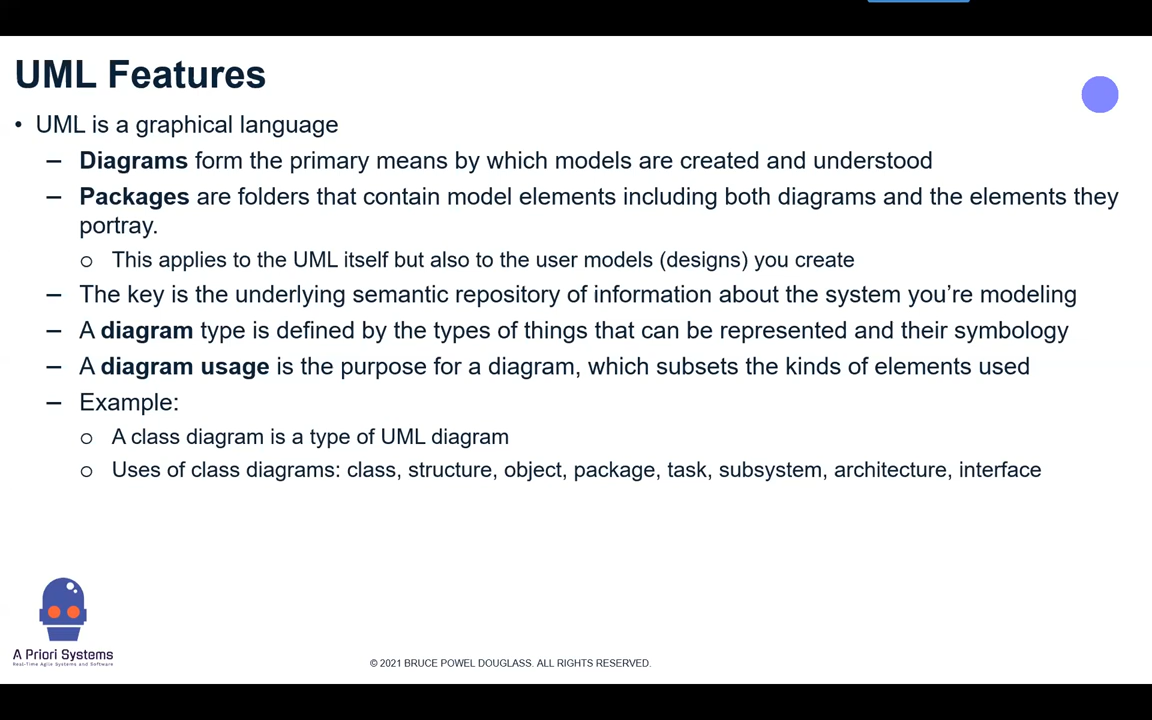 UML Features
• UML is a graphical language
– Diagrams form the primary means by which models are created and understood
– Packages are folders that contain model elements including both diagrams and the elements they
portray.
o This applies to the UML itself but also to the user models (designs) you create
– The key is the underlying semantic repository of information about the system you’re modeling
– A diagram type is defined by the types of things that can be represented and their symbology
– A diagram usage is the purpose for a diagram, which subsets the kinds of elements used
– Example:
o A class diagram is a type of UML diagram
o Uses of class diagrams: class, structure, object, package, task, subsystem, architecture, interface
A Priori Systems
Real-Time Agile Systems and Software
© 2021 BRUCE POWEL DOUGLASS. ALL RIGHTS RESERVED.